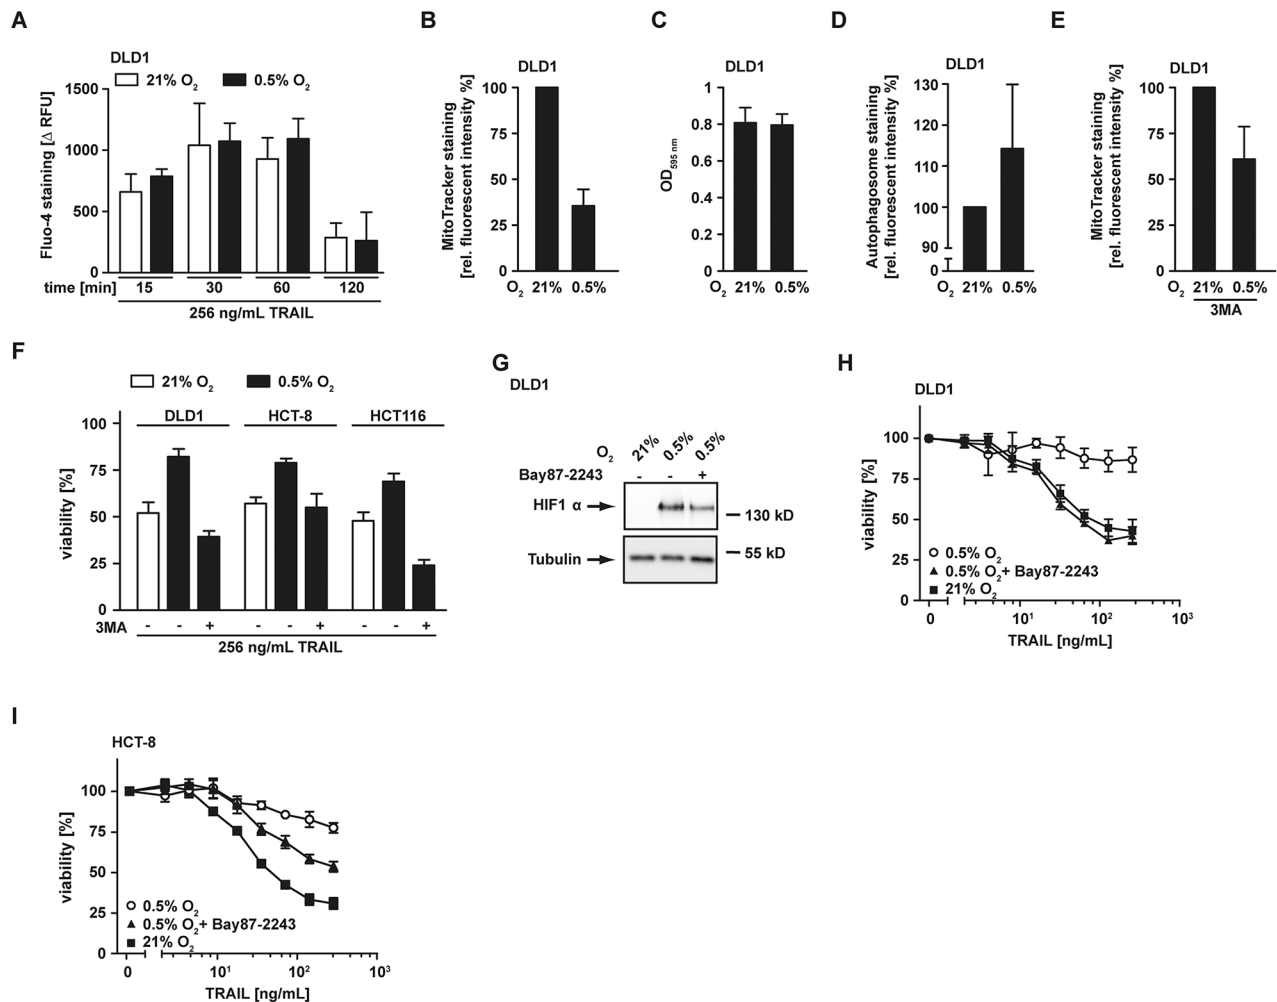 A
DLD1
21% O2
0.5% O2
Fluo-4 staining [Δ RFU]
1500
1000
500
0
time [min]
15
30
60
120
256 ng/mL TRAIL
B
DLD1
MitoTracker staining
[rel. fluorescent intensity %)
100
75
50
25
0
O2 21% 0.5%
C
DLD1
OD595 nm
1
0.8
0.6
0.4
0.2
0
O2 21% 0.5%
D
DLD1
Autophagosome staining
[rel. fluorescent intensity %)
130
120
110
100
90
0
O2 21% 0.5%
E
DLD1
MitoTracker staining
[rel. fluorescent intensity %)
100
75
50
25
0
O2 21% 0.5%
3MA
F
21% O2
0.5% O2
DLD1
HCT-8
HCT116
viability [%]
100
75
50
25
0
3MA - - + - - + - - +
256 ng/mL TRAIL
G
DLD1
O2 21% 0.5% 0.5%
Bay87-2243 - - +
HIF1 α
130 kD
Tubulin
55 kD
H
DLD1
viability [%]
100
75
50
25
0
0.5% O2
0.5% O2+ Bay87-2243
21% O2
0 10¹ 10² 10³
TRAIL [ng/mL]
I
HCT-8
viability [%]
100
75
50
25
0
0.5% O2
0.5% O2+ Bay87-2243
21% O2
0 10¹ 10² 10³
TRAIL [ng/mL]